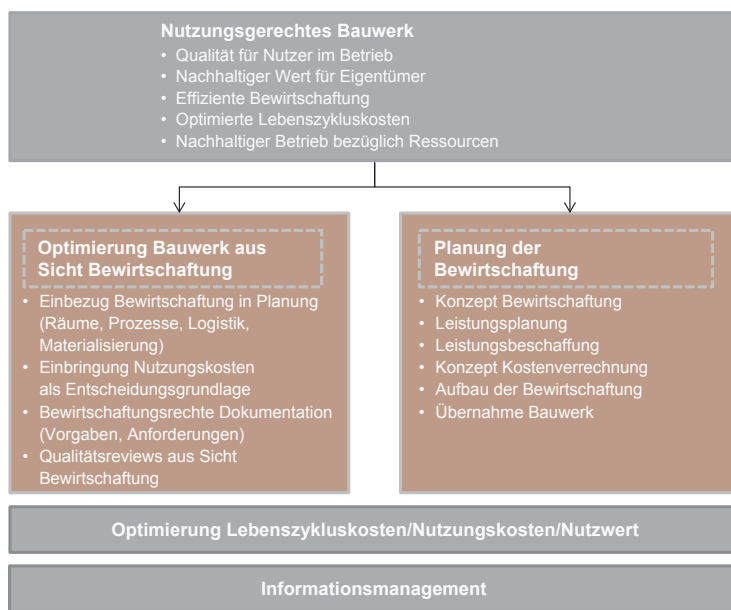 Nutzungsgerechtes Bauwerk
• Qualität für Nutzer im Betrieb
• Nachhaltiger Wert für Eigentümer
• Effiziente Bewirtschaftung
• Optimierte Lebenszykluskosten
• Nachhaltiger Betrieb bezüglich Ressourcen
Optimierung Bauwerk aus
Sicht Bewirtschaftung
• Einbezug Bewirtschaftung in Planung
(Räume, Prozesse, Logistik,
Materialisierung)
• Einbringung Nutzungskosten
als Entscheidungsgrundlage
• Bewirtschaftungsrechte Dokumentation
(Vorgaben, Anforderungen)
• Qualitätsreviews aus Sicht
Bewirtschaftung
Planung der
Bewirtschaftung
• Konzept Bewirtschaftung
• Leistungsplanung
• Leistungsbeschaffung
• Konzept Kostenverrechnung
• Aufbau der Bewirtschaftung
• Übernahme Bauwerk
Optimierung Lebenszykluskosten/Nutzungskosten/Nutzwert
Informationsmanagement